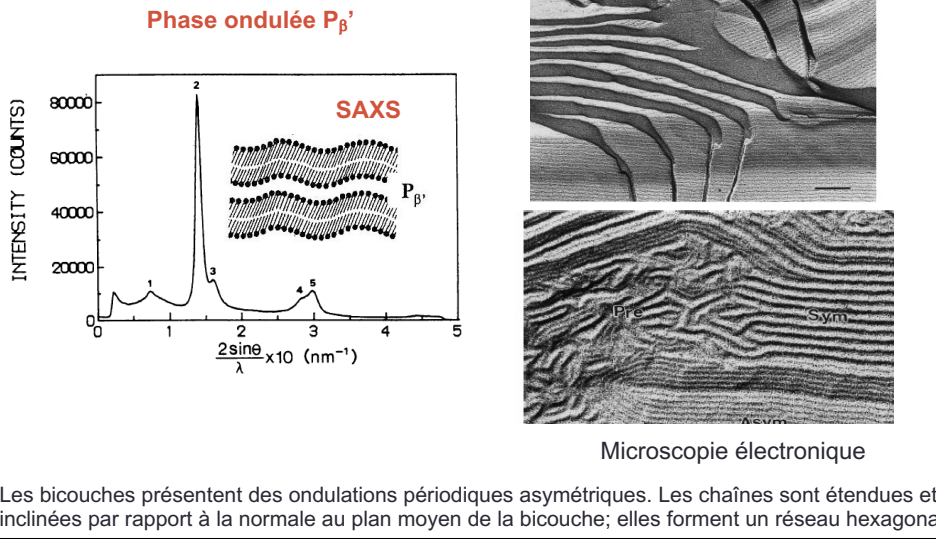 Phase ondulée Pβ’
SAXS
INTENSITY (COUNTS)
80000
60000
40000
20000
0
1
2
3
4
5
Pβ'
0
1
2
3
4
5
2sinθ
λ
x10 (nm⁻¹)
Pre
Sym
Asym
Microscopie électronique
Les bicouches présentent des ondulations périodiques asymétriques. Les chaînes sont étendues et
inclinées par rapport à la normale au plan moyen de la bicouche; elles forment un réseau hexagona